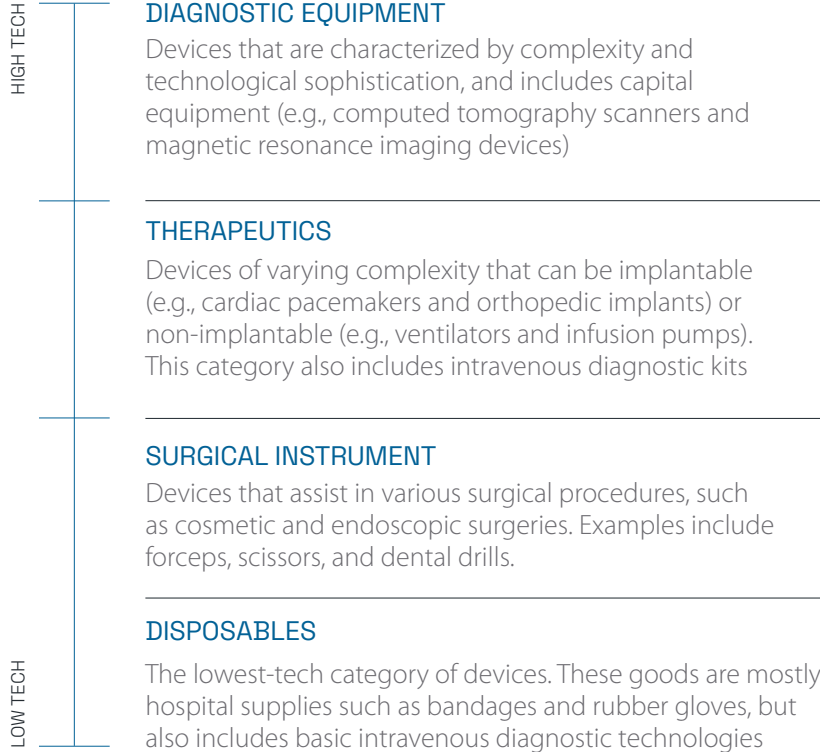 HIGH TECH
DIAGNOSTIC EQUIPMENT
Devices that are characterized by complexity and
technological sophistication, and includes capital
equipment (e.g., computed tomography scanners and
magnetic resonance imaging devices)
THERAPEUTICS
Devices of varying complexity that can be implantable
(e.g., cardiac pacemakers and orthopedic implants) or
non-implantable (e.g., ventilators and infusion pumps).
This category also includes intravenous diagnostic kits
SURGICAL INSTRUMENT
Devices that assist in various surgical procedures, such
as cosmetic and endoscopic surgeries. Examples include
forceps, scissors, and dental drills.
DISPOSABLES
LOW TECH
The lowest-tech category of devices. These goods are mostly
hospital supplies such as bandages and rubber gloves, but
also includes basic intravenous diagnostic technologies